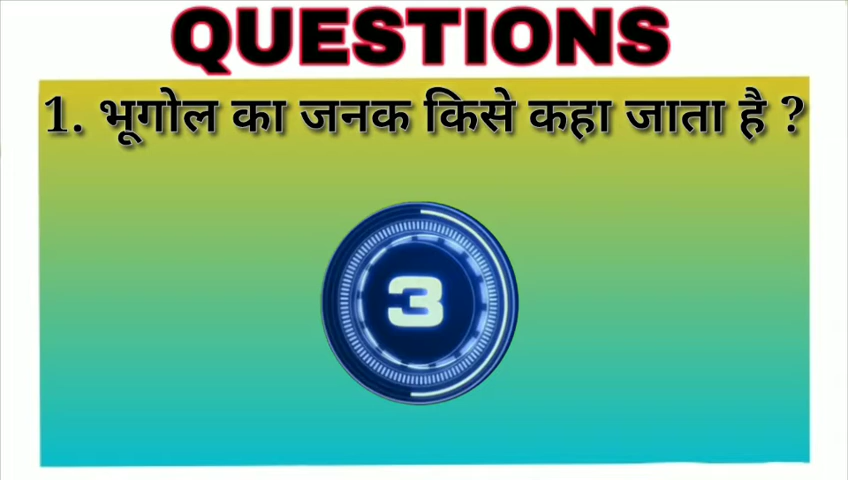 QUESTIONS
1. भूगोल का जनक किसे कहा जाता है ?
3